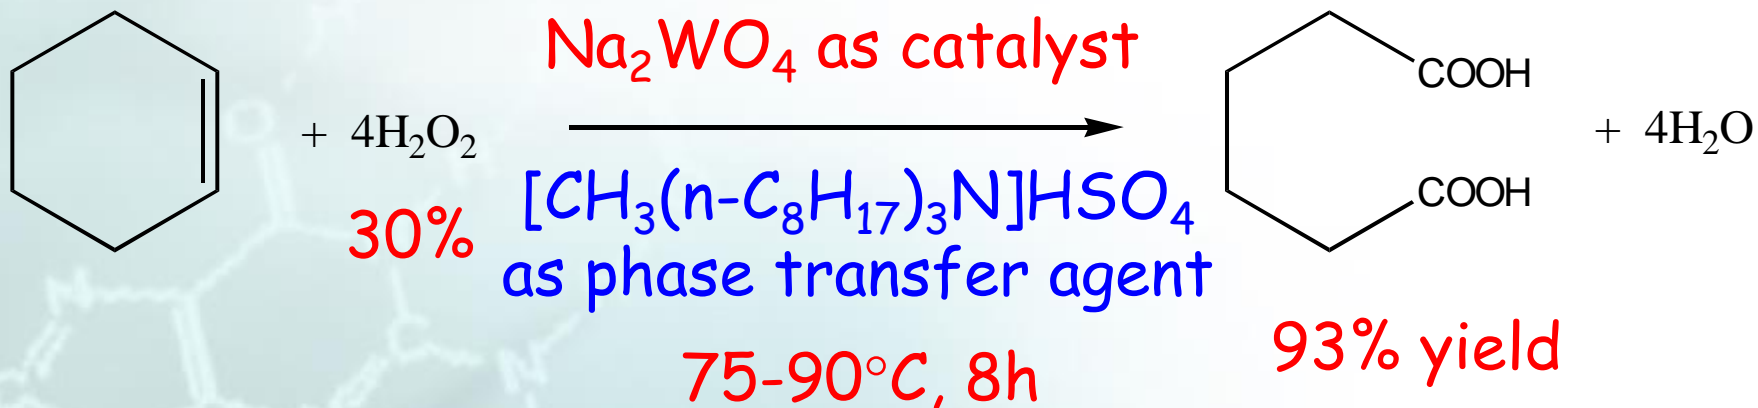 Na₂WO₄ as catalyst
COOH
+ 4H₂O₂
+ 4H₂O
[CH₃(n-C₈H₁₇)₃N]HSO₄
COOH
30%
as phase transfer agent
93% yield
75-90°C, 8h